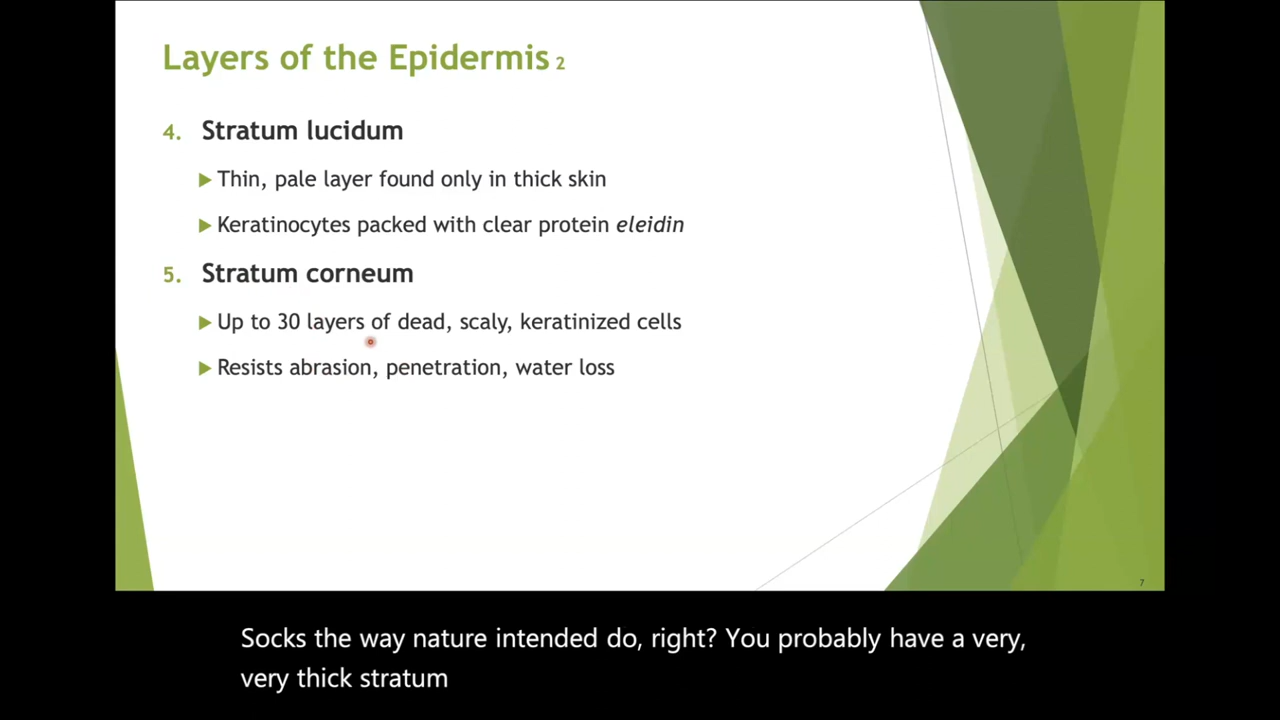 Layers of the Epidermis 2
4. Stratum lucidum
Thin, pale layer found only in thick skin
Keratinocytes packed with clear protein eleidin
5. Stratum corneum
Up to 30 layers of dead, scaly, keratinized cells
Resists abrasion, penetration, water loss
7
Socks the way nature intended do, right? You probably have a very,
very thick stratum